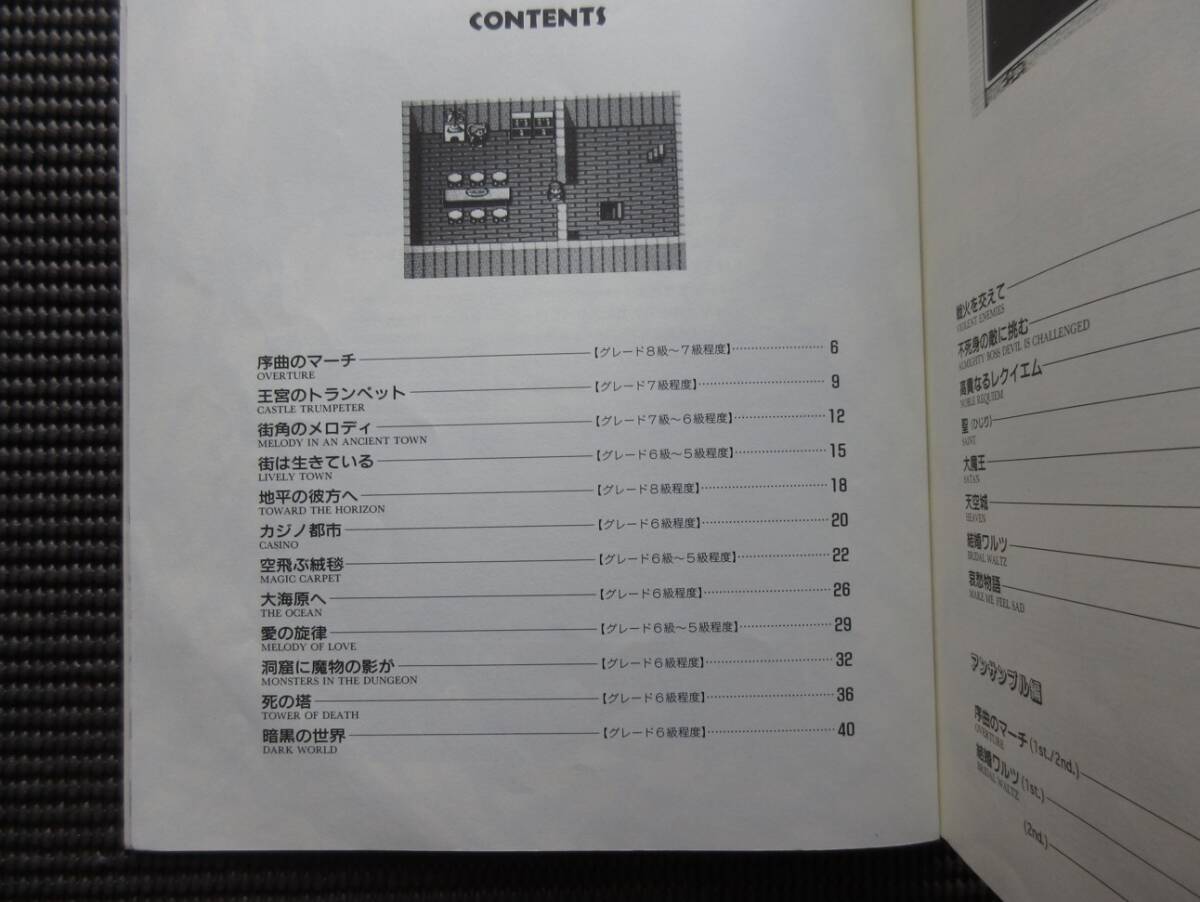 CONTENTS
序曲のマーチ【グレード8級〜7級程度】6
OVERTURE
王宮のトランペット【グレード7級程度】9
CASTLE TRUMPETER
街角のメロディ【グレード7級〜6級程度】12
MELODY IN AN ANCIENT TOWN
街は生きている【グレード6級〜5級程度】15
LIVELY TOWN
地平の彼方へ【グレード8級程度】18
TOWARD THE HORIZON
カジノ都市【グレード6級程度】20
CASINO
空飛ぶ絨毯【グレード6級〜5級程度】22
MAGIC CARPET
大海原へ【グレード6級程度】26
THE OCEAN
愛の旋律【グレード6級〜5級程度】29
MELODY OF LOVE
洞窟に魔物の影が【グレード6級程度】32
MONSTERS IN THE DUNGEON
死の塔【グレード6級程度】36
TOWER OF DEATH
暗黒の世界【グレード6級程度】40
DARK WORLD
戦火を交えて
VIOLENT ENEMIES
不死身の敵に挑む
ALMIGHTY BOSS DEVIL IS CHALLENGED
高貴なるレクイエム
NOBLE REQUIEM
聖(ひじり)
SAINT
大魔王
SATAN
天空城
HEAVEN
結婚ワルツ
BRIDAL WALTZ
哀愁物語
MAKE ME FEEL SAD
アンサンブル編
序曲のマーチ(1st./2nd.)
OVERTURE
結婚ワルツ(1st.)
BRIDAL WALTZ
(2nd.)